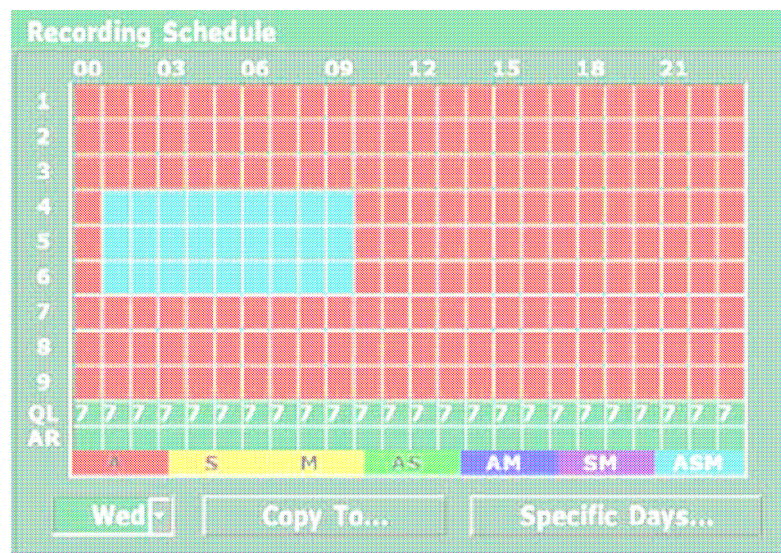 Recording Schedule
00 03 06 09 12 15 18 21
1
2
3
4
5
6
7
8
9
QL 7 7 7 7 7 7 7 7 7 7 7 7 7 7 7 7 7 7 7 7 7 7 7 7
AR
A S M AS AM SM ASM
Wed Copy To... Specific Days...